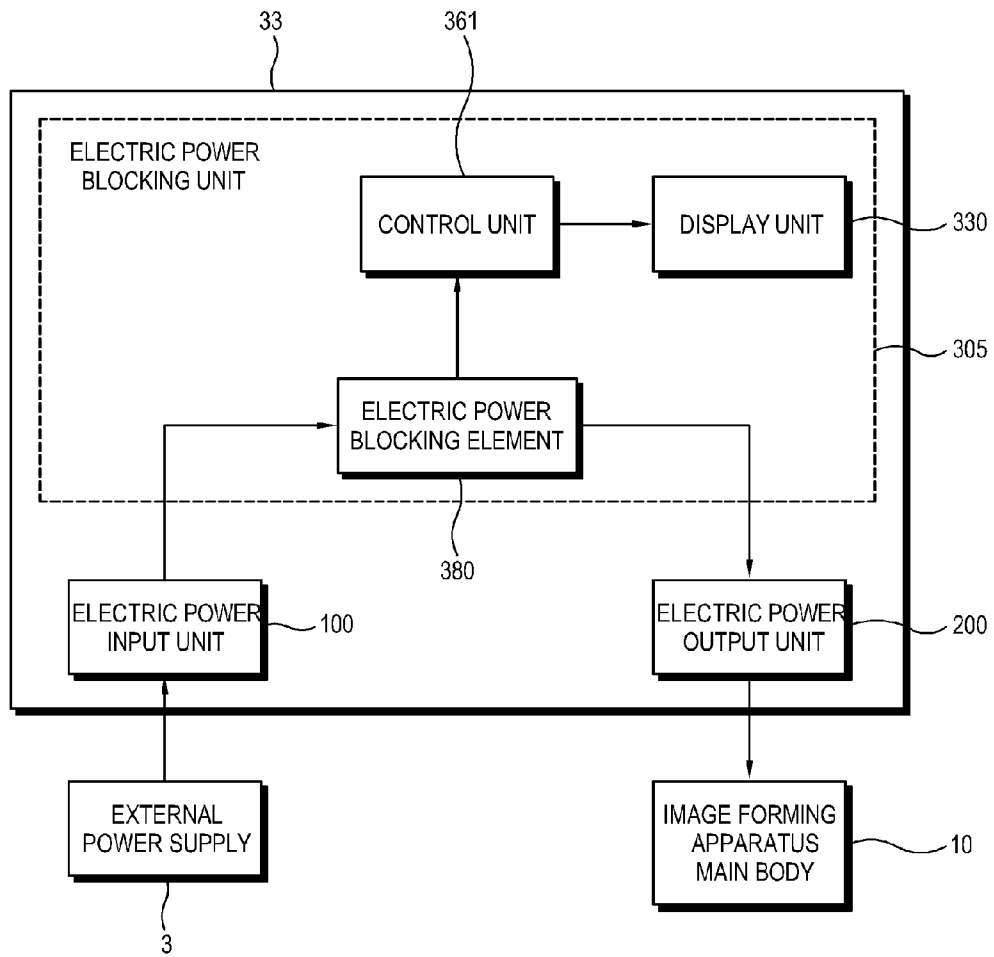 33
361
ELECTRIC POWER
BLOCKING UNIT
CONTROL UNIT
DISPLAY UNIT
330
305
ELECTRIC POWER
BLOCKING ELEMENT
380
ELECTRIC POWER
INPUT UNIT
100
ELECTRIC POWER
OUTPUT UNIT
200
EXTERNAL
POWER SUPPLY
3
IMAGE FORMING
APPARATUS
MAIN BODY
10